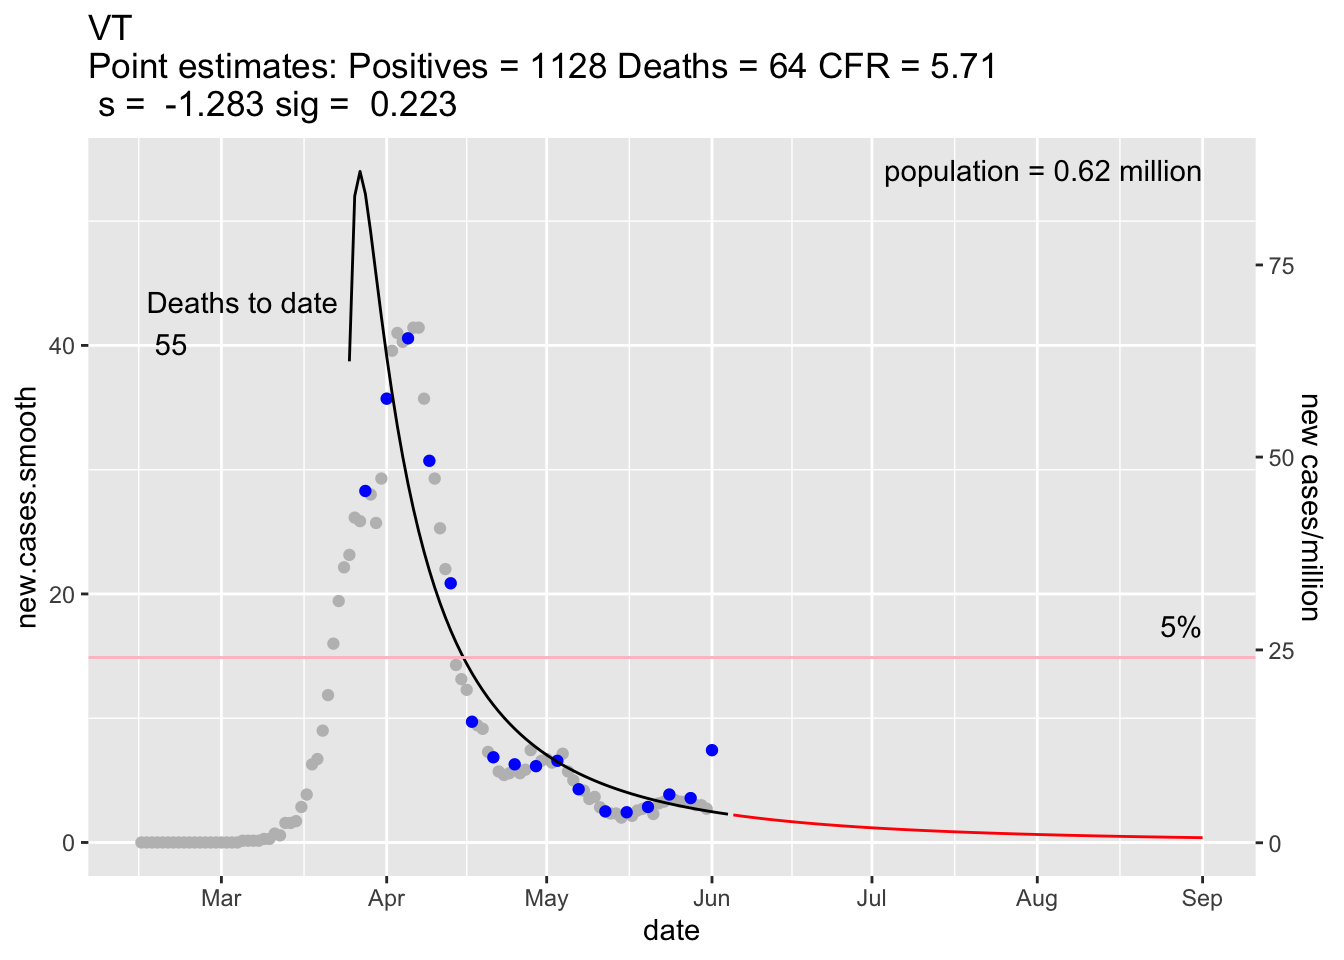 VT
Point estimates: Positives = 1128 Deaths = 64 CFR = 5.71
s =  -1.283 sig =  0.223
population = 0.62 million
Deaths to date
55
5%
new.cases.smooth
40
20
0
75
50
25
0
new cases/million
Mar Apr May Jun Jul Aug Sep
date